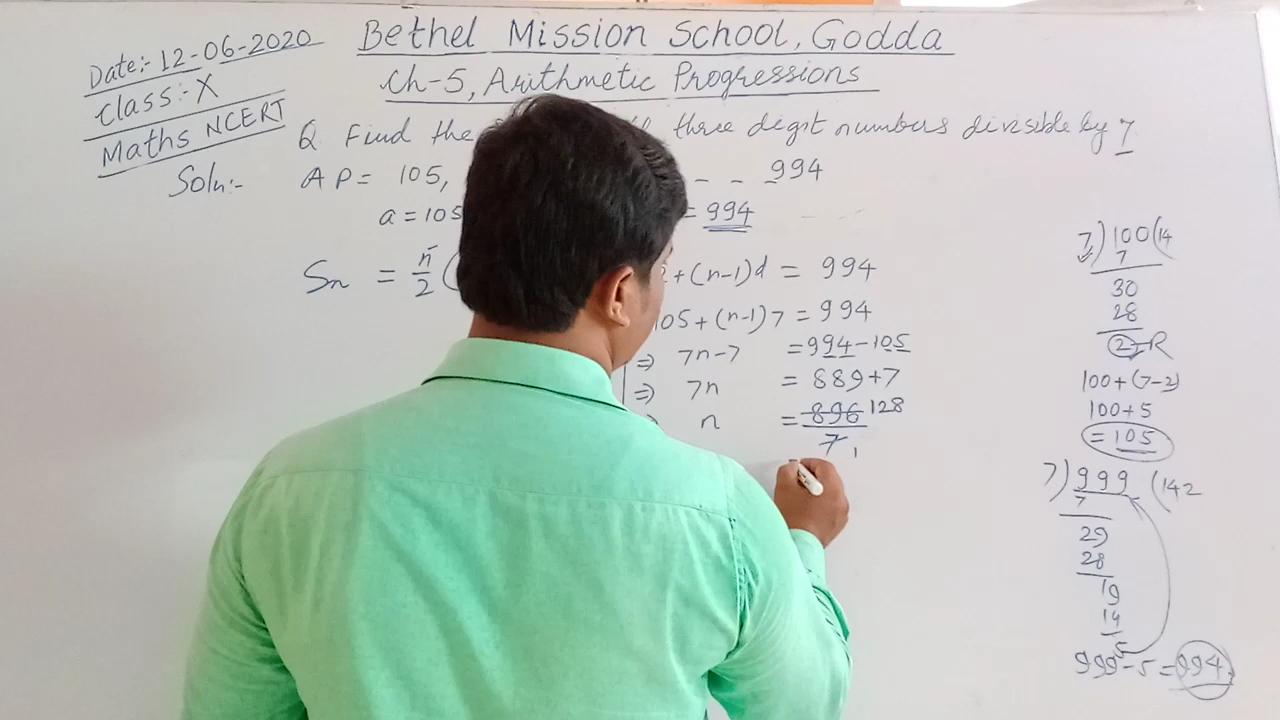 Bethel Mission School, Godda
Ch-5, Arithmetic Progressions
Date:- 12-06-2020
Class:- X
Maths NCERT
Q Find the three digit numbers divisible by 7
Soln:- AP = 105, - - 994
a = 105 = 994
Sn = n/2 ( + (n-1)d = 994
105 + (n-1)7 = 994
⇒ 7n-7 = 994-105
⇒ 7n = 889+7
n = 896/7 128
1
7)100(14
7
30
28
2 → R
100+(7-2)
100+5
= 105
7)999(142
7
29
28
19
14
5
999-5 = 994